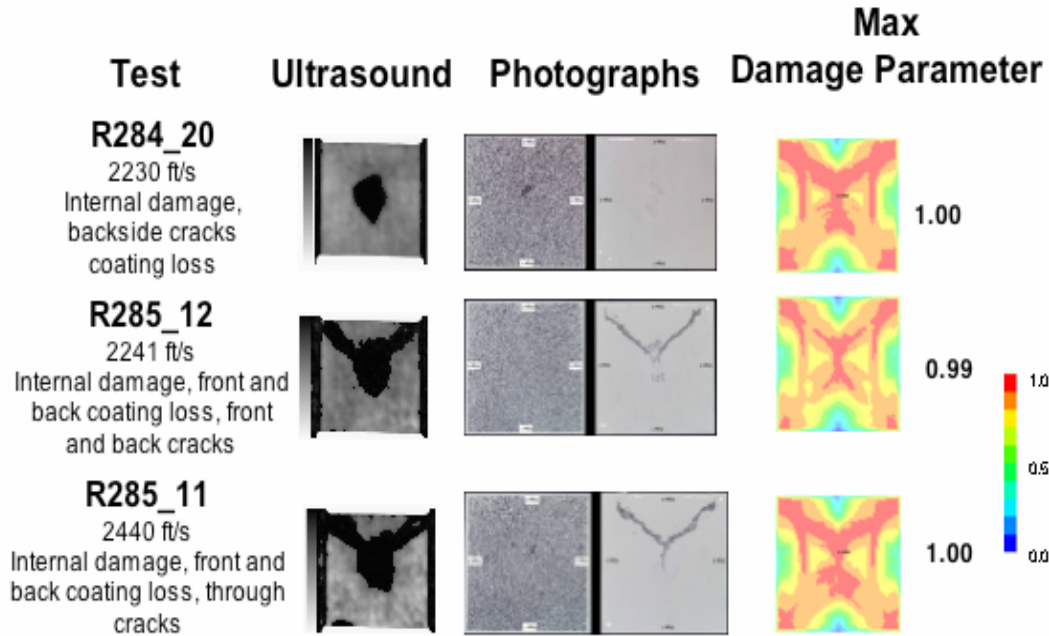 Test
Ultrasound
Photographs
Max
Damage Parameter
R284_20
2230 ft/s
Internal damage,
backside cracks
coating loss
1.00
R285_12
2241 ft/s
Internal damage, front and
back coating loss, front
and back cracks
0.99
R285_11
2440 ft/s
Internal damage, front and
back coating loss, through
cracks
1.00
1.0
0.5
0.0